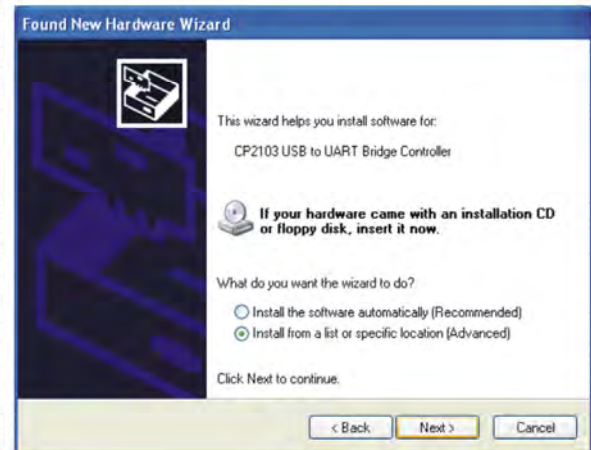 Found New Hardware Wizard
This wizard helps you install software for:
CP2103 USB to UART Bridge Controller
If your hardware came with an installation CD
or floppy disk, insert it now.
What do you want the wizard to do?
Install the software automatically (Recommended)
Install from a list or specific location (Advanced)
Click Next to continue.
< Back Next > Cancel